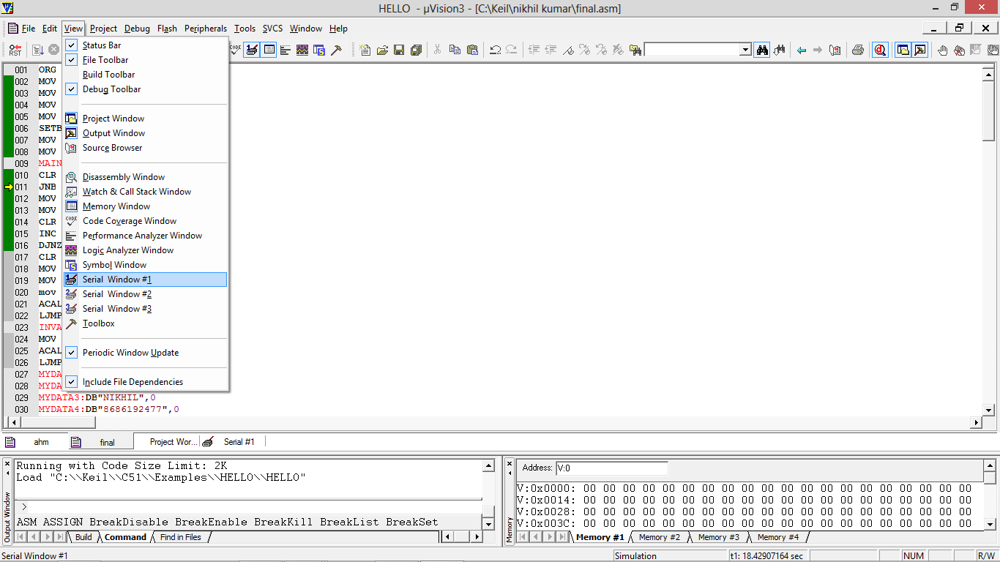 HELLO - µVision3 - [C:\Keil\nikhil kumar\final.asm]
File Edit View Project Debug Flash Peripherals Tools SVCS Window Help
RST
CODE
Status Bar
File Toolbar
Build Toolbar
Debug Toolbar
Project Window
Output Window
Source Browser
Disassembly Window
Watch & Call Stack Window
Memory Window
CODE Code Coverage Window
Performance Analyzer Window
Logic Analyzer Window
Symbol Window
Serial Window #1
Serial Window #2
Serial Window #3
Toolbox
Periodic Window Update
Include File Dependencies
001 ORG
002 MOV
003 MOV
004 MOV
005 MOV
006 SETB
007 MOV
008 MOV
009 MAIN
010 CLR
011 JNB
012 MOV
013 MOV
014 CLR
015 INC
016 DJNZ
017 CLR
018 MOV
019 MOV
020 mov
021 ACAL
022 LJMP
023 INVA
024 MOV
025 ACAL
026 LJMP
027 MYDA
028 MYDA
029 MYDATA3:DB"NIKHIL",0
030 MYDATA4:DB"8686192477",0
ahm final Project Wor... Serial #1
Output Window
Running with Code Size Limit: 2K
Load "C:\\Keil\\C51\\Examples\\HELLO\\HELLO"
>
ASM ASSIGN BreakDisable BreakEnable BreakKill BreakList BreakSet
Build Command Find in Files
Memory
Address: V:0
V:0x0000: 00 00 00 00 00 00 00 00 00 00 00 00 00 00 00 00 00 00 00 00
V:0x0014: 00 00 00 00 00 00 00 00 00 00 00 00 00 00 00 00 00 00 00 00
V:0x0028: 00 00 00 00 00 00 00 00 00 00 00 00 00 00 00 00 00 00 00 00
V:0x003C: 00 00 00 00 00 00 00 00 00 00 00 00 00 00 00 00 00 00 00 00
Memory #1 Memory #2 Memory #3 Memory #4
Serial Window #1 Simulation t1: 18.42907164 sec NUM R/W